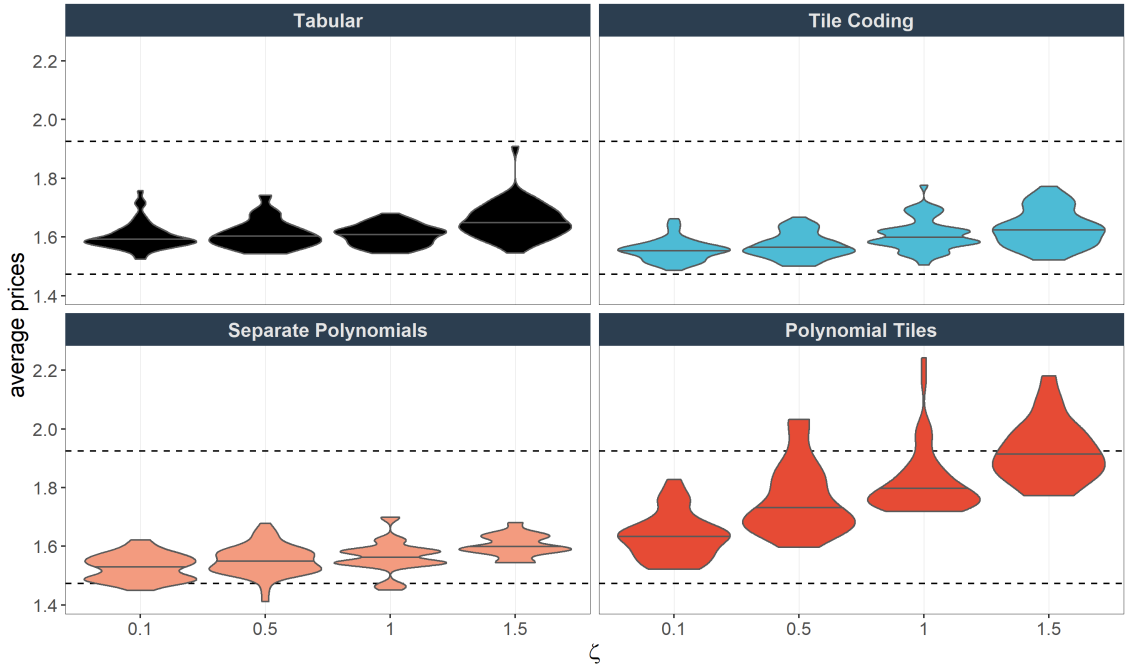 Tabular
Tile Coding
2.2
2.0
1.8
1.6
1.4
average prices
Separate Polynomials
Polynomial Tiles
2.2
2.0
1.8
1.6
1.4
0.1 0.5 1 1.5
0.1 0.5 1 1.5
ζ